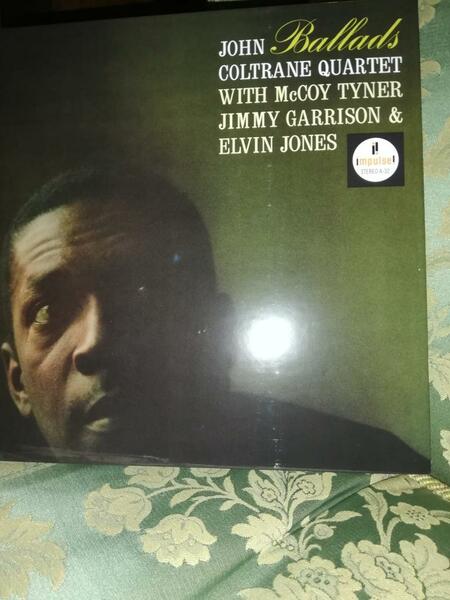 JOHN Ballads
COLTRANE QUARTET
WITH McCOY TYNER
JIMMY GARRISON &
ELVIN JONES
impulse!
STEREO A-32